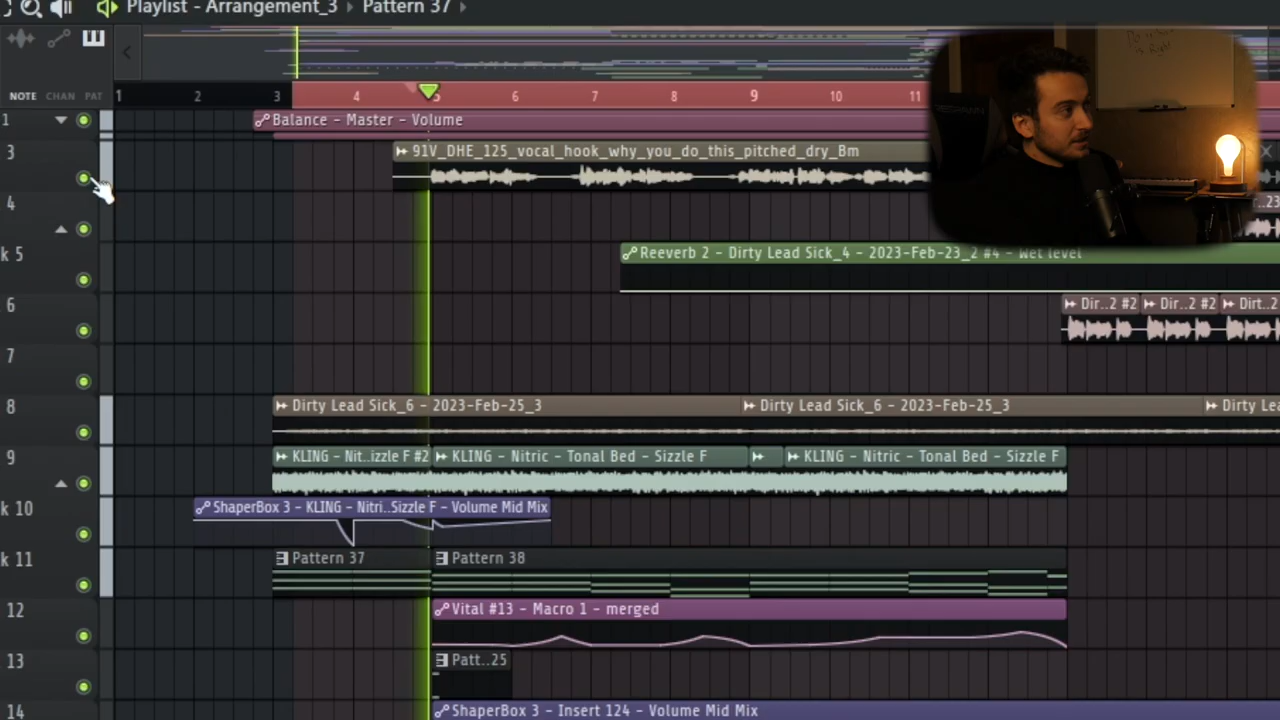 Playlist - Arrangement_3 › Pattern 37 ›
NOTE CHAN PAT
1 2 3 4 5 6 7 8 9 10 11
1
Balance - Master - Volume
3
91V_DHE_125_vocal_hook_why_you_do_this_pitched_dry_Bm
4
k 5
Reeverb 2 - Dirty Lead Sick_4 - 2023-Feb-23_2 #4 - Wet level
6
Dir..2 #2 Dir..2 #2 Dirt..2
7
8
Dirty Lead Sick_6 - 2023-Feb-25_3 Dirty Lead Sick_6 - 2023-Feb-25_3 Dirty Lea
9
KLING - Nit..izzle F #2 KLING - Nitric - Tonal Bed - Sizzle F KLING - Nitric - Tonal Bed - Sizzle F
k 10
ShaperBox 3 - KLING - Nitri..Sizzle F - Volume Mid Mix
k 11
Pattern 37 Pattern 38
12
Vital #13 - Macro 1 - merged
13
Patt..25
14
ShaperBox 3 - Insert 124 - Volume Mid Mix